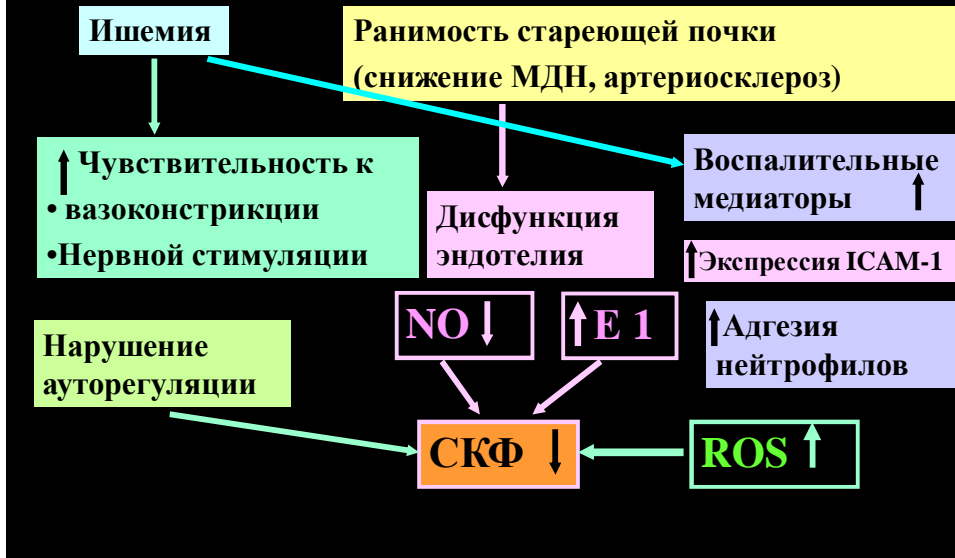 Ишемия
Ранимость стареющей почки
(снижение МДН, артериосклероз)
↑ Чувствительность к
• вазоконстрикции
•Нервной стимуляции
Дисфункция
эндотелия
Воспалительные
медиаторы ↑
↑Экспрессия ICAM-1
NO ↓
↑ E 1
↑Адгезия
нейтрофилов
Нарушение
ауторегуляции
СКФ ↓
ROS ↑